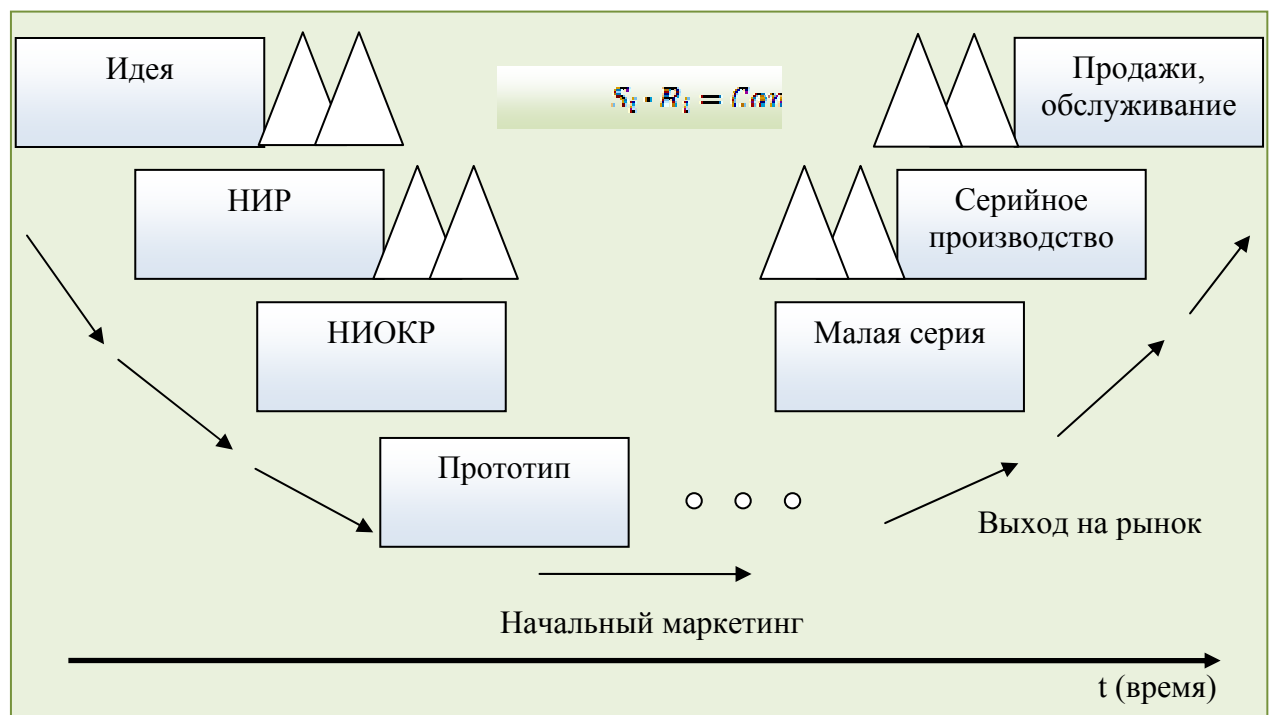 Идея
Продажи,
обслуживание
S_i · R_i = Con
НИР
Серийное
производство
НИОКР
Малая серия
Прототип
Выход на рынок
Начальный маркетинг
t (время)